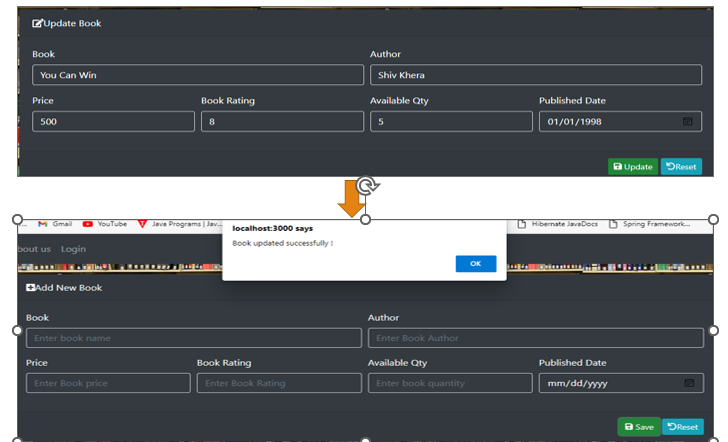 Update Book
Book Author
You Can Win Shiv Khera
Price Book Rating Available Qty Published Date
500 8 5 01/01/1998
Update Reset
Gmail YouTube Java Programs | Jav... localhost:3000 says Hibernate JavaDocs Spring Framework...
Book updated successfully !
bout us Login
OK
Add New Book
Book Author
Enter book name Enter Book Author
Price Book Rating Available Qty Published Date
Enter Book price Enter Book Rating Enter book quantity mm/dd/yyyy
Save Reset